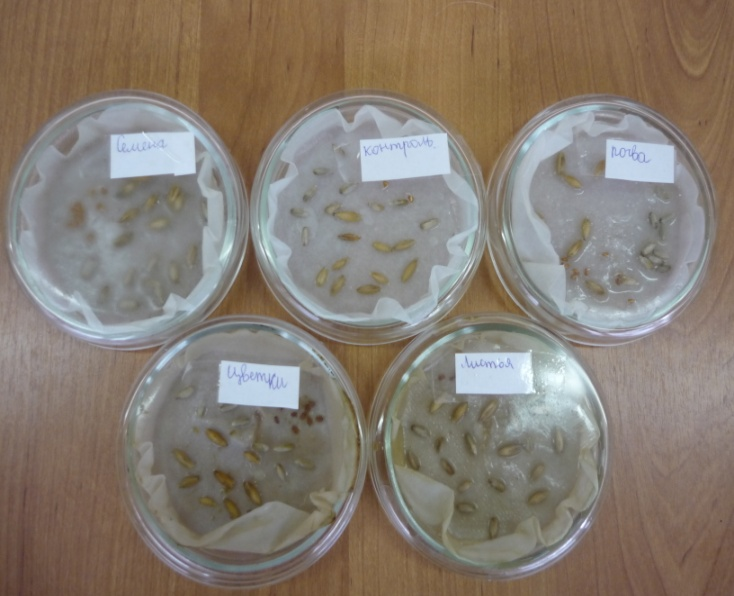 Семена
контроль
почва
цветки
листья